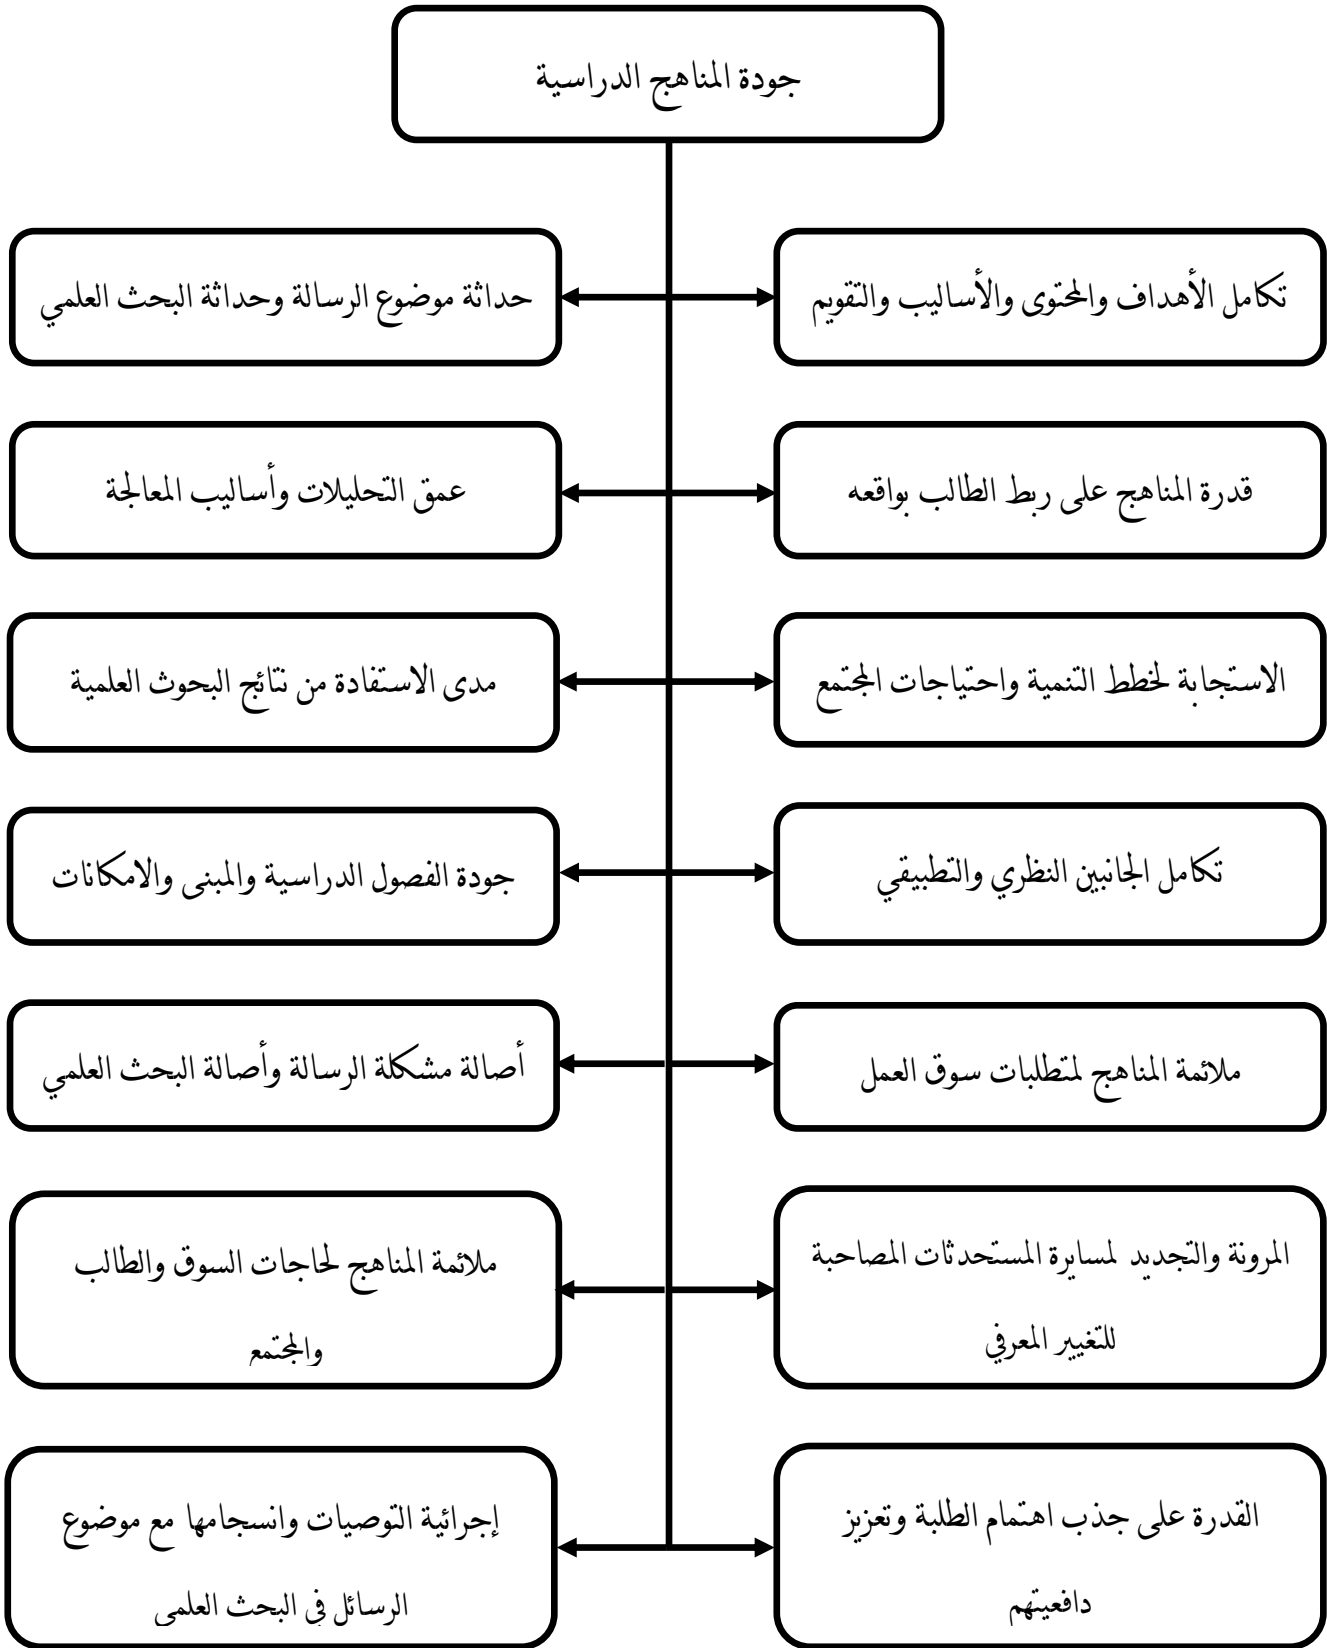 جودة المناهج الدراسية
تكامل الأهداف والمحتوى والأساليب والتقويم
حداثة موضوع الرسالة وحداثة البحث العلمي
قدرة المناهج على ربط الطالب بواقعه
عمق التحليلات وأساليب المعالجة
الاستجابة لخطط التنمية واحتياجات المجتمع
مدى الاستفادة من نتائج البحوث العلمية
تكامل الجانبين النظري والتطبيقي
جودة الفصول الدراسية والمبنى والامكانات
ملائمة المناهج لمتطلبات سوق العمل
أصالة مشكلة الرسالة وأصالة البحث العلمي
المرونة والتجديد لمسايرة المستحدثات المصاحبة
للتغيير المعرفي
ملائمة المناهج لحاجات السوق والطالب
والمجتمع
القدرة على جذب اهتمام الطلبة وتعزيز
دافعيتهم
إجرائية التوصيات وانسجامها مع موضوع
الرسائل في البحث العلمي